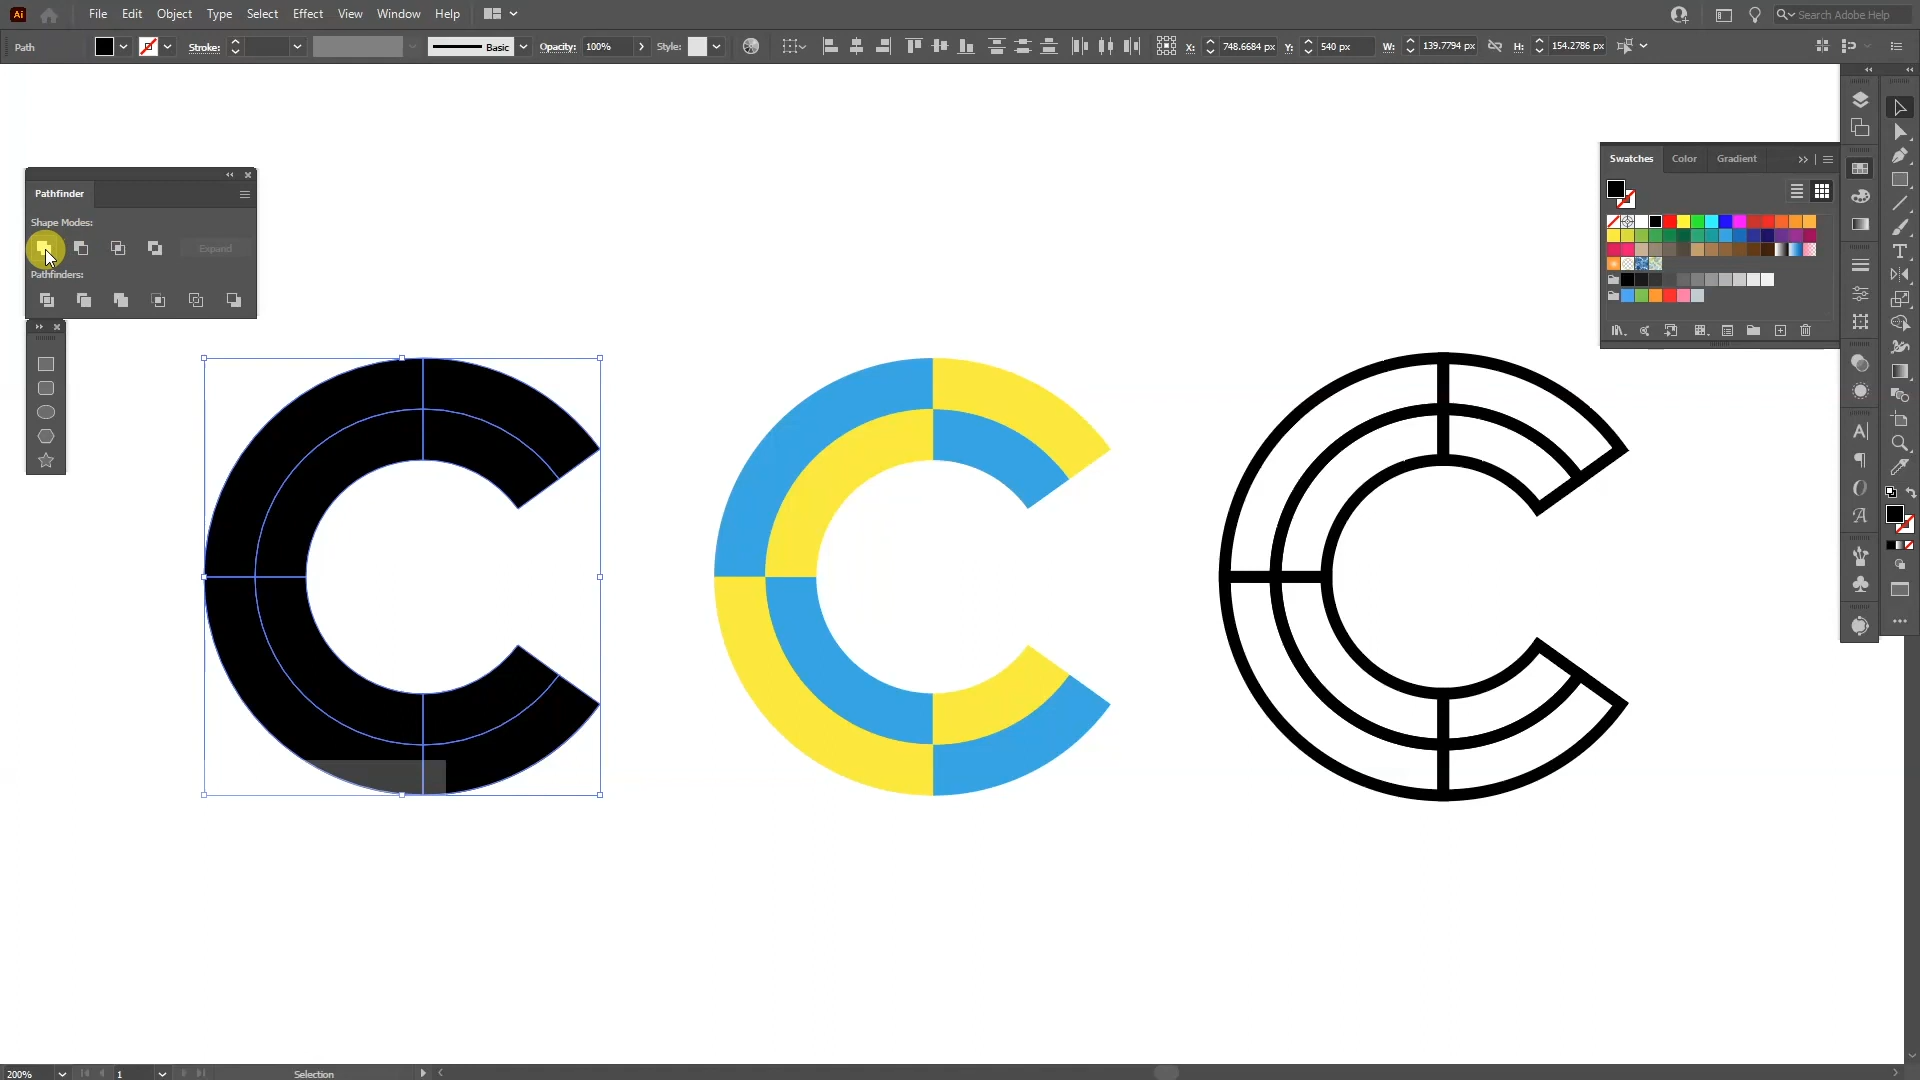 Ai File Edit Object Type Select Effect View Window Help Search Adobe Help
Path Stroke: Basic Opacity: 100% Style: X: 748.6684 px Y: 540 px W: 139.7794 px H: 154.2786 px
Pathfinder
Shape Modes:
Expand
Pathfinders:
Swatches Color Gradient
200% 1 Selection